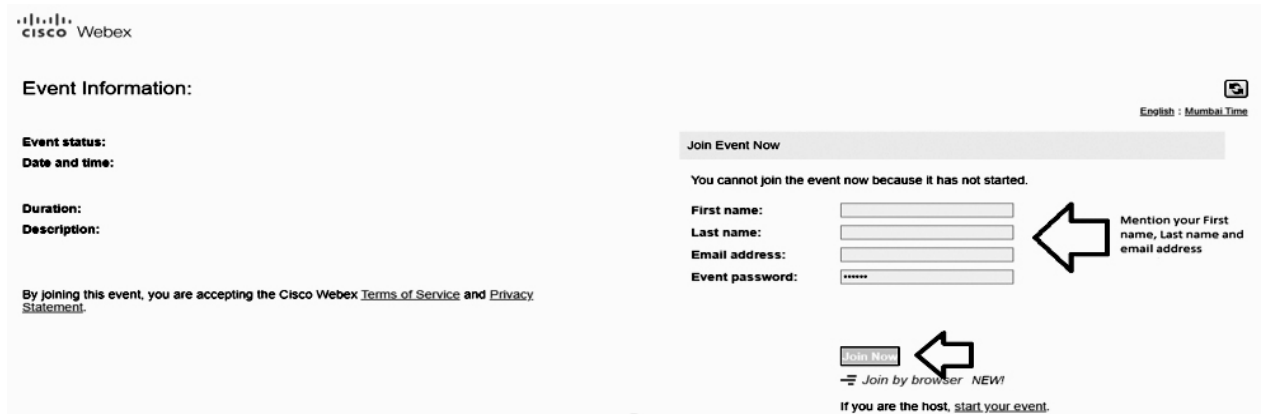 cisco Webex
Event Information:
English : Mumbai Time
Event status:
Date and time:
Duration:
Description:
By joining this event, you are accepting the Cisco Webex Terms of Service and Privacy
Statement.
Join Event Now
You cannot join the event now because it has not started.
First name:
Last name:
Email address:
Event password:
Mention your First
name, Last name and
email address
Join Now
Join by browser NEW!
If you are the host, start your event.